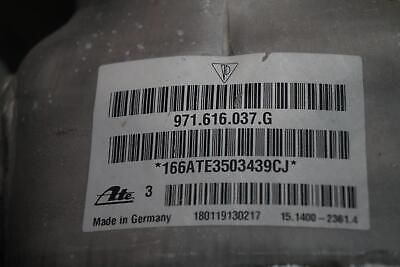 971.616.037.G
*166ATE3503439CJ*
Ate 3
Made in Germany 180119130217 15.1400-2361.4